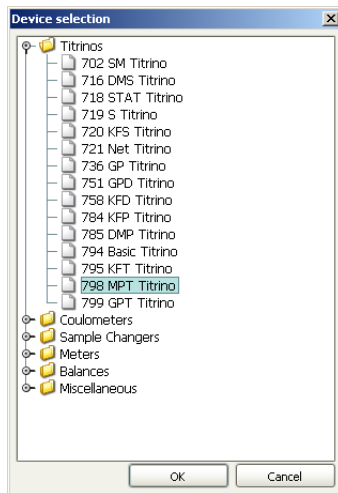 Device selection
Titrinos
702 SM Titrino
716 DMS Titrino
718 STAT Titrino
719 S Titrino
720 KFS Titrino
721 Net Titrino
736 GP Titrino
751 GPD Titrino
758 KFD Titrino
784 KFP Titrino
785 DMP Titrino
794 Basic Titrino
795 KFT Titrino
798 MPT Titrino
799 GPT Titrino
Coulometers
Sample Changers
Meters
Balances
Miscellaneous
OK Cancel